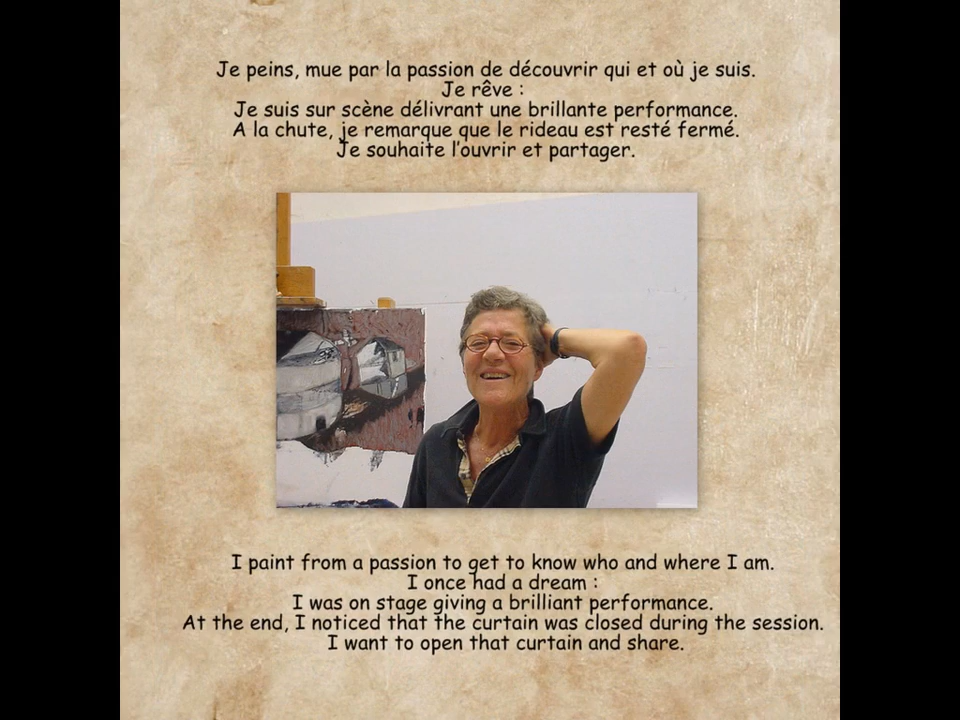 Je peins, mue par la passion de découvrir qui et où je suis.
Je rêve :
Je suis sur scène délivrant une brillante performance.
A la chute, je remarque que le rideau est resté fermé.
Je souhaite l'ouvrir et partager.
I paint from a passion to get to know who and where I am.
I once had a dream :
I was on stage giving a brilliant performance.
At the end, I noticed that the curtain was closed during the session.
I want to open that curtain and share.